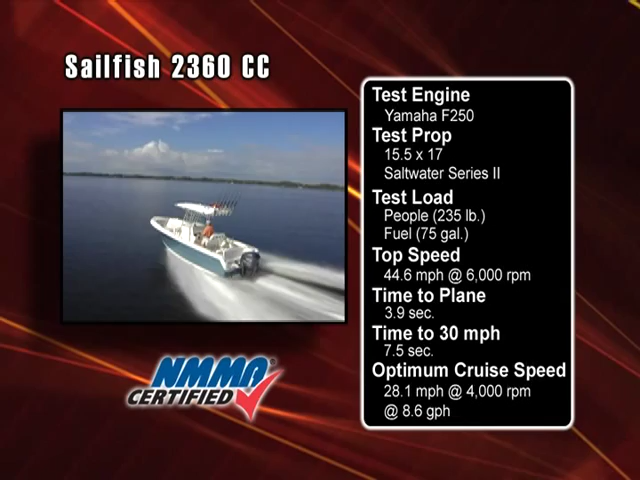 Sailfish 2360 CC
Test Engine
Yamaha F250
Test Prop
15.5 x 17
Saltwater Series II
Test Load
People (235 lb.)
Fuel (75 gal.)
Top Speed
44.6 mph @ 6,000 rpm
Time to Plane
3.9 sec.
Time to 30 mph
7.5 sec.
Optimum Cruise Speed
28.1 mph @ 4,000 rpm
@ 8.6 gph
NMMA®
CERTIFIED